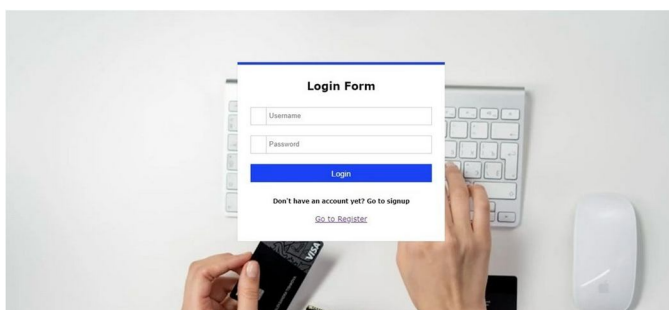 Login Form
Username
Password
Login
Don't have an account yet? Go to signup
Go to Register
VISA